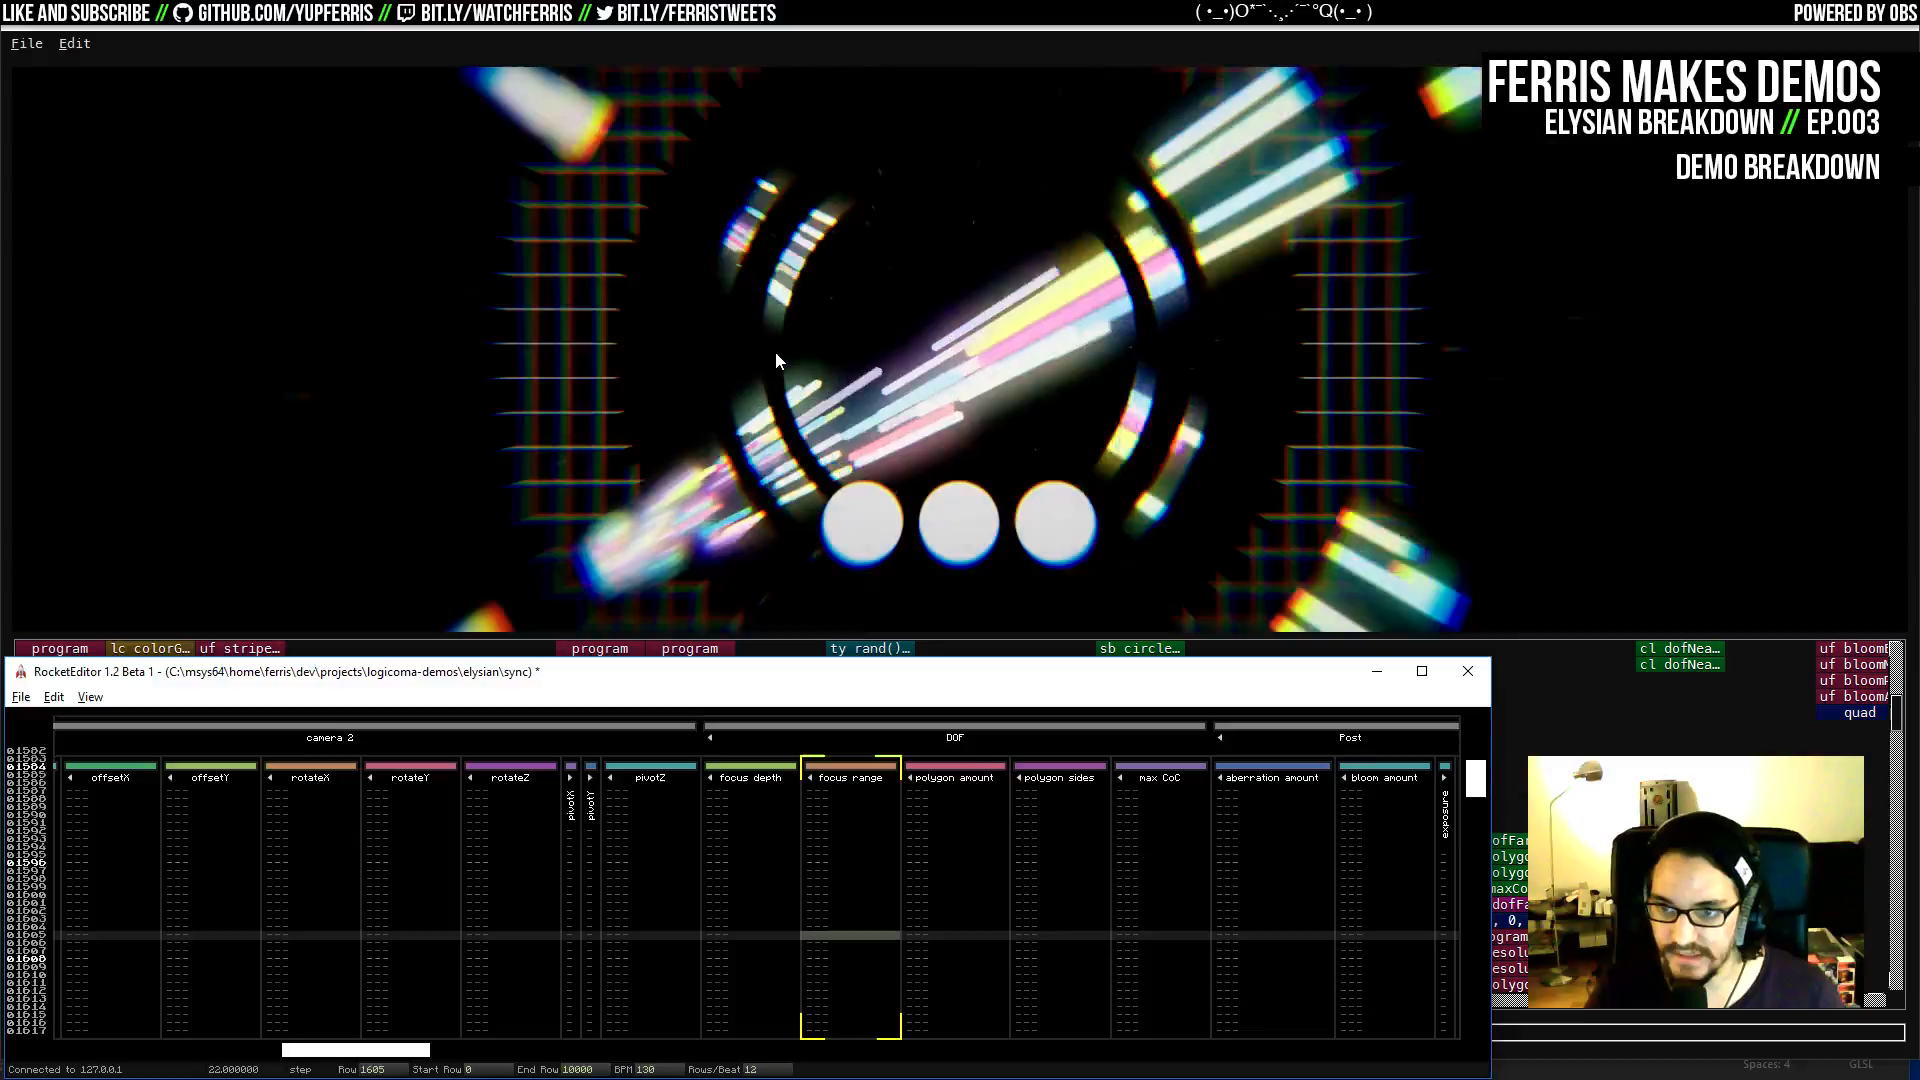 LIKE AND SUBSCRIBE // GITHUB.COM/YUPFERRIS // BIT.LY/WATCHFERRIS // BIT.LY/FERRISTWEETS
POWERED BY OBS
File Edit
FERRIS MAKES DEMOS
ELYSIAN BREAKDOWN // EP.003
DEMO BREAKDOWN
program lc colorG… uf stripe… program program ty rand()… sb circle… cl dofNea… uf bloom
cl dofNea… uf bloom
uf bloom
uf bloom
quad
RocketEditor 1.2 Beta 1 - (C:\msys64\home\ferris\dev\projects\logicoma-demos\elysian\sync) *
File Edit View
camera 2 DOF Post
offsetX offsetY rotateX rotateY rotateZ pivotX pivotY pivotZ focus depth focus range polygon amount polygon sides max CoC aberration amount bloom amount exposure
01582
01583
01584
01585
01586
01587
01588
01589
01590
01591
01592
01593
01594
01595
01596
01597
01598
01599
01600
01601
01602
01603
01604
01605
01606
01607
01608
01609
01610
01611
01612
01613
01614
01615
01616
01617
ofFa
olygo
olygo
maxCo
dofFa
, 0,
ogram
esolu
esolu
olygo
Connected to 127.0.0.1 22.000000 step Row 1605 Start Row 0 End Row 10000 BPM 130 Rows/Beat 12
Spaces: 4 GLSL